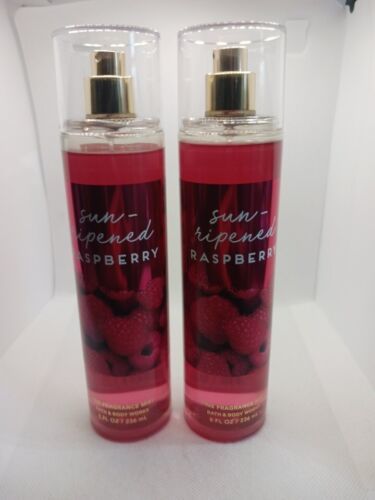 sun-
ripened
RASPBERRY
FINE FRAGRANCE MIST
BATH & BODY WORKS
8 FL OZ / 236 mL
sun-
ripened
RASPBERRY
FINE FRAGRANCE MIST
BATH & BODY WORKS
8 FL OZ / 236 mL